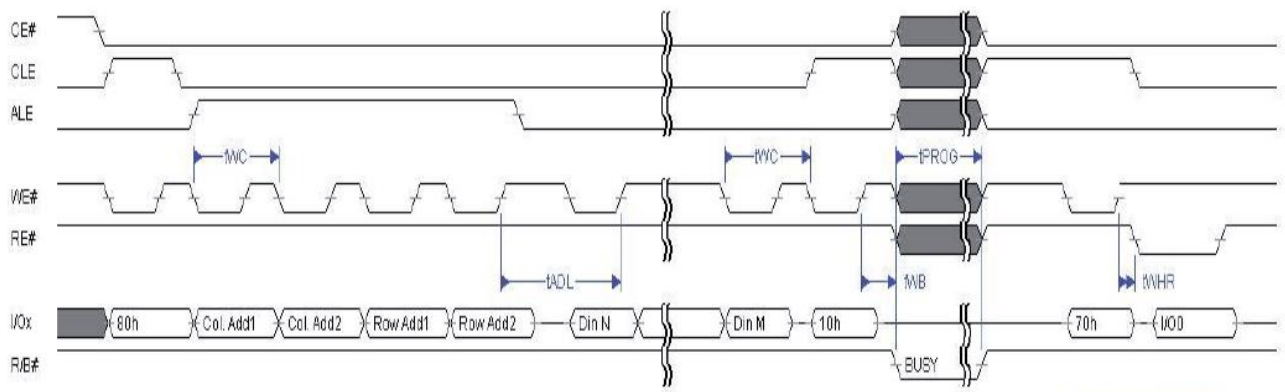 CE#
CLE
ALE
tWC tWC tPROG
WE#
RE#
tADL tWB tWHR
I/Ox 80h Col. Add1 Col. Add2 Row Add1 Row Add2 Din N Din M 10h 70h I/O0
R/B# BUSY